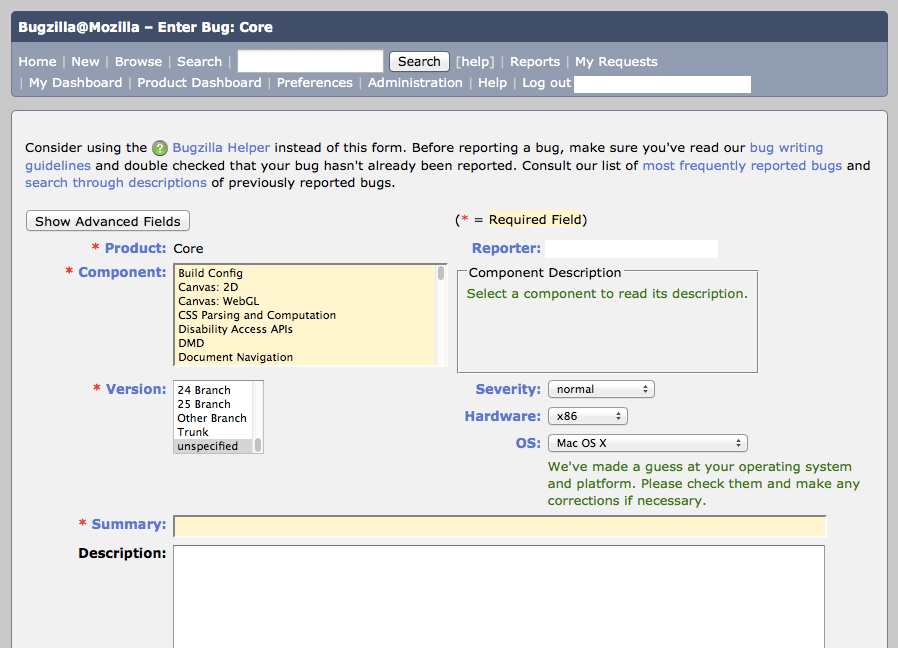 Bugzilla@Mozilla – Enter Bug: Core
Home | New | Browse | Search | Search [help] | Reports | My Requests
| My Dashboard | Product Dashboard | Preferences | Administration | Help | Log out
Consider using the ? Bugzilla Helper instead of this form. Before reporting a bug, make sure you've read our bug writing
guidelines and double checked that your bug hasn't already been reported. Consult our list of most frequently reported bugs and
search through descriptions of previously reported bugs.
Show Advanced Fields (* = Required Field)
* Product: Core Reporter:
* Component: Build Config
Canvas: 2D
Canvas: WebGL
CSS Parsing and Computation
Disability Access APIs
DMD
Document Navigation
Component Description
Select a component to read its description.
* Version: 24 Branch
25 Branch
Other Branch
Trunk
unspecified
Severity: normal
Hardware: x86
OS: Mac OS X
We've made a guess at your operating system
and platform. Please check them and make any
corrections if necessary.
* Summary:
Description: